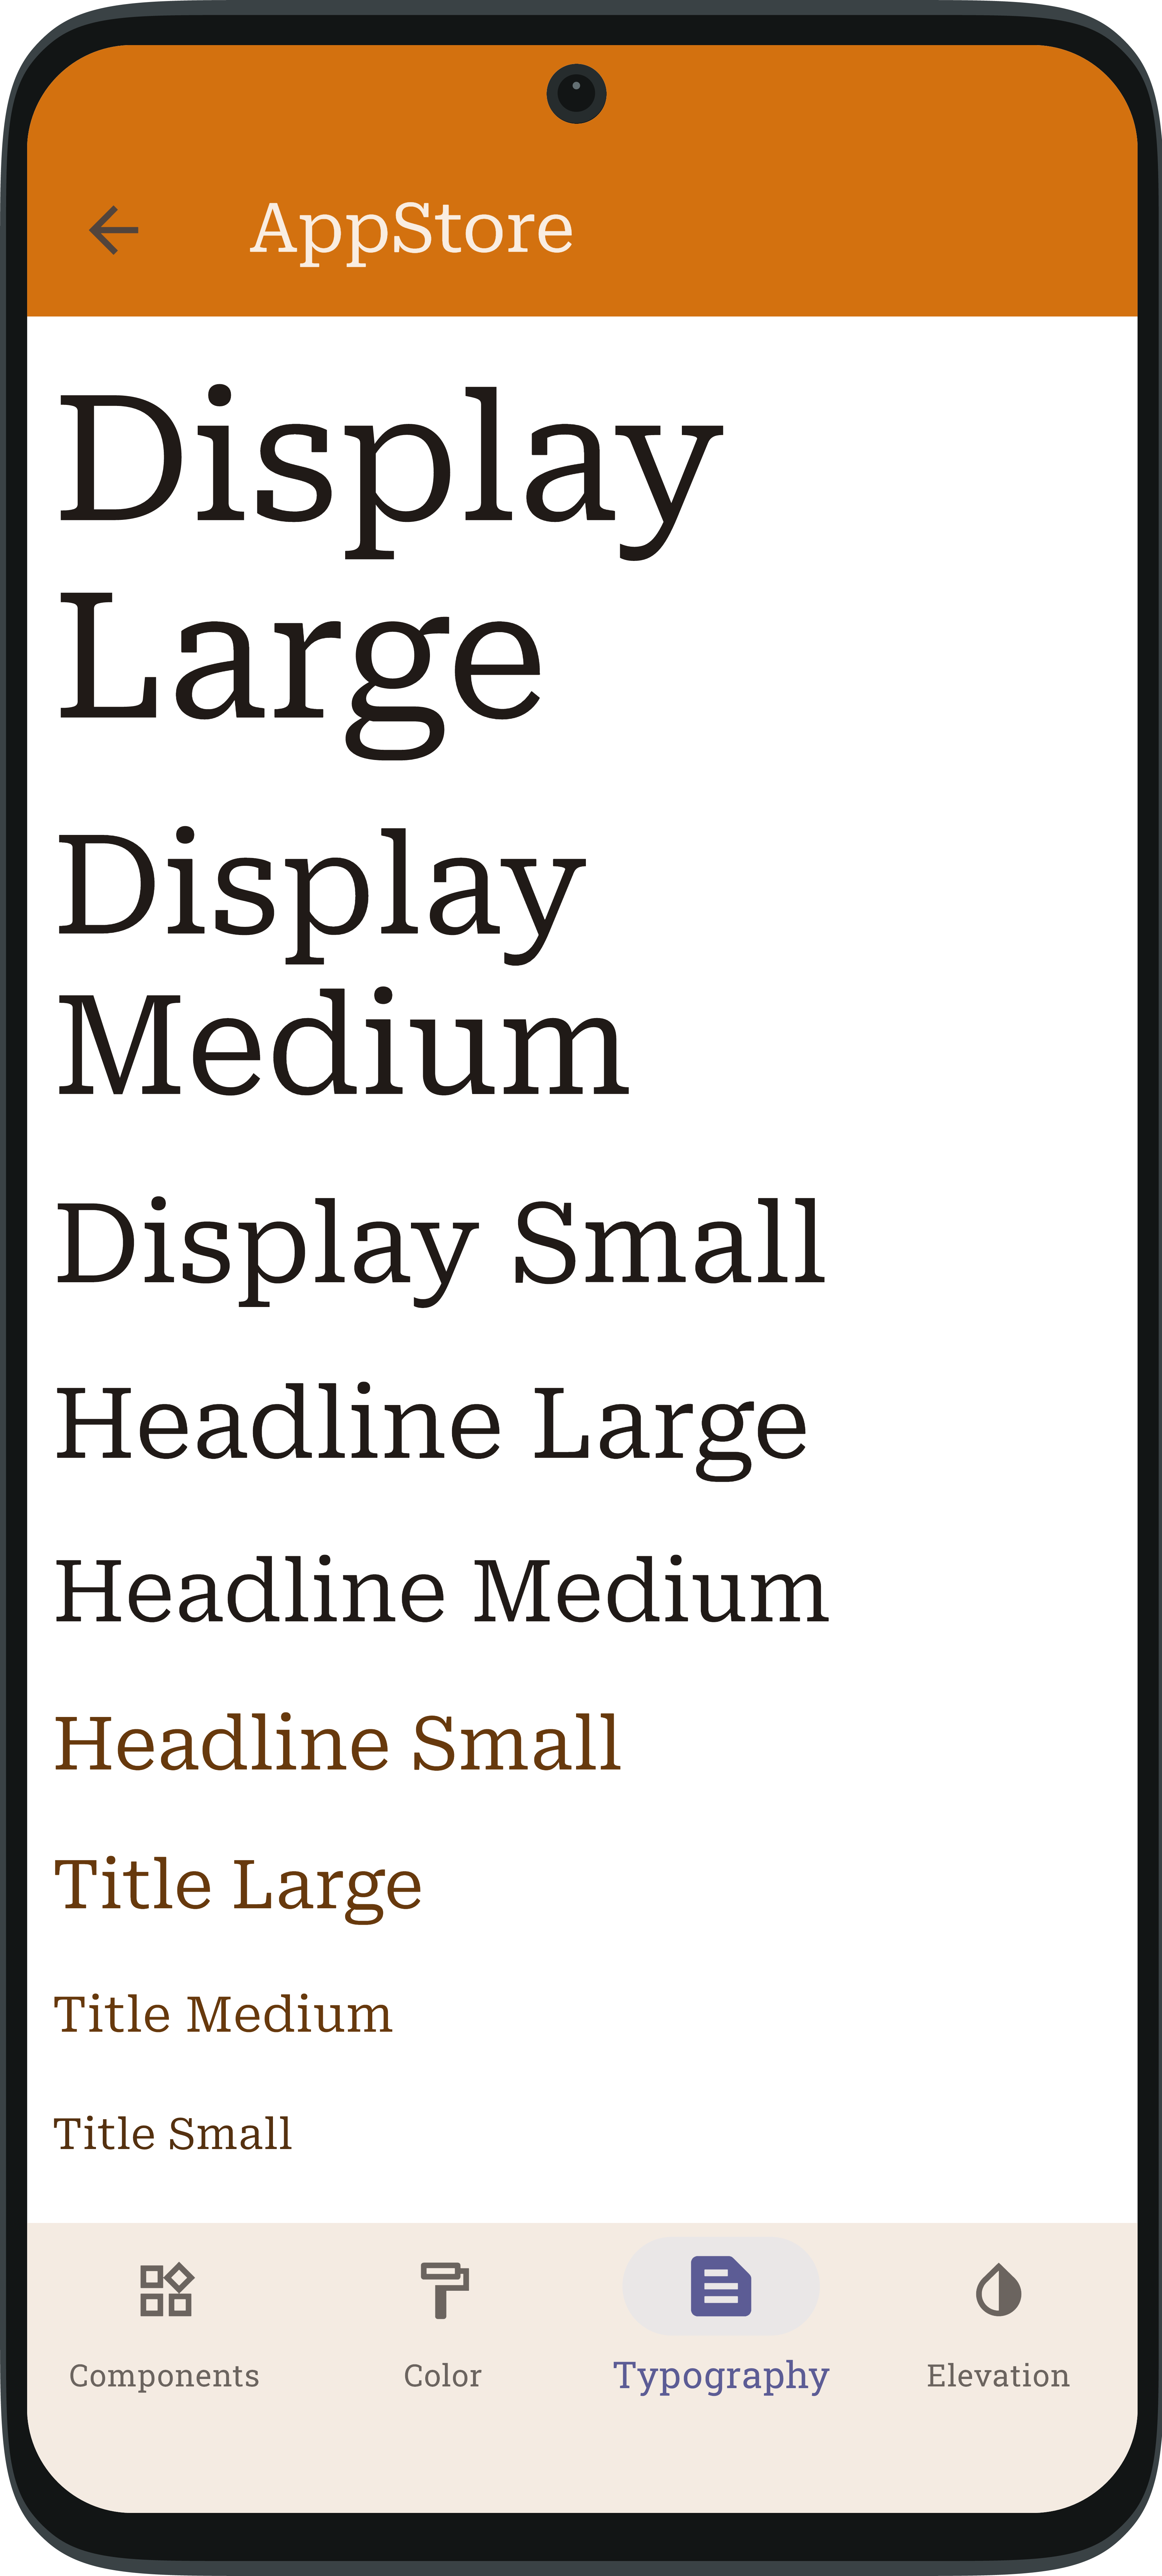 AppStore
Display
Large
Display
Medium
Display Small
Headline Large
Headline Medium
Headline Small
Title Large
Title Medium
Title Small
Components Color Typography Elevation